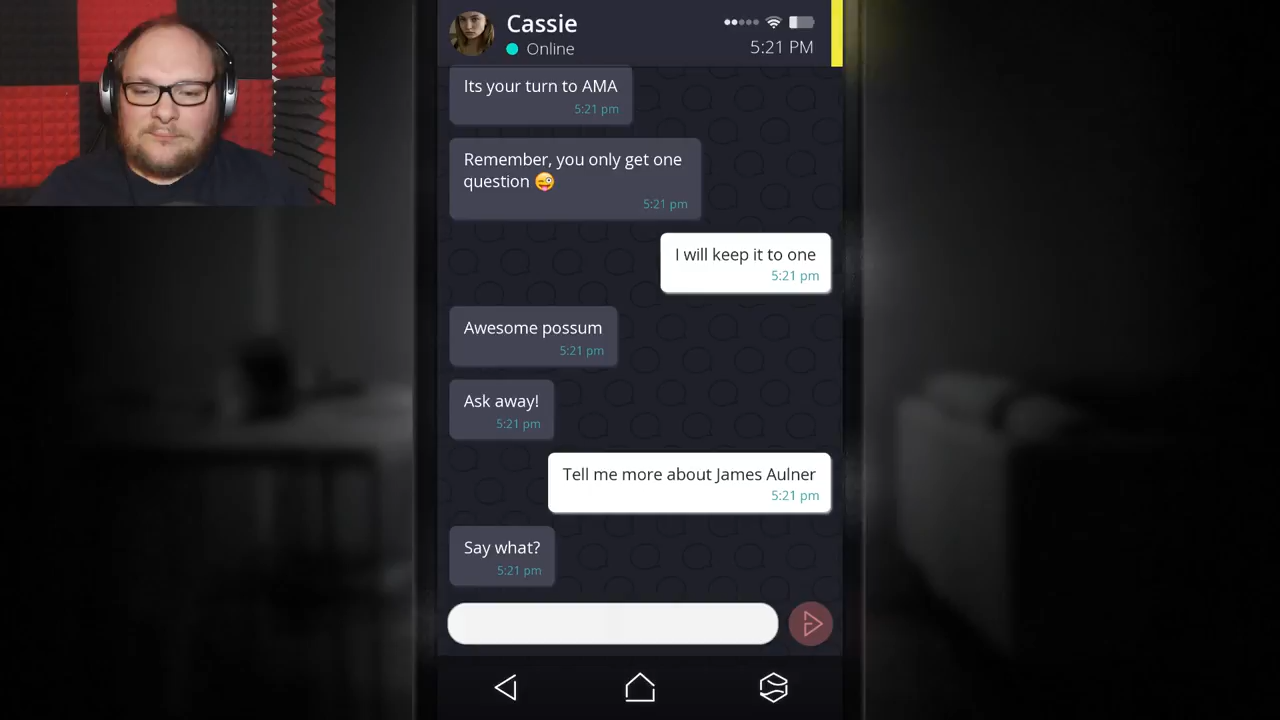 Cassie
Online
5:21 PM
Its your turn to AMA
5:21 pm
Remember, you only get one
question 😜
5:21 pm
I will keep it to one
5:21 pm
Awesome possum
5:21 pm
Ask away!
5:21 pm
Tell me more about James Aulner
5:21 pm
Say what?
5:21 pm